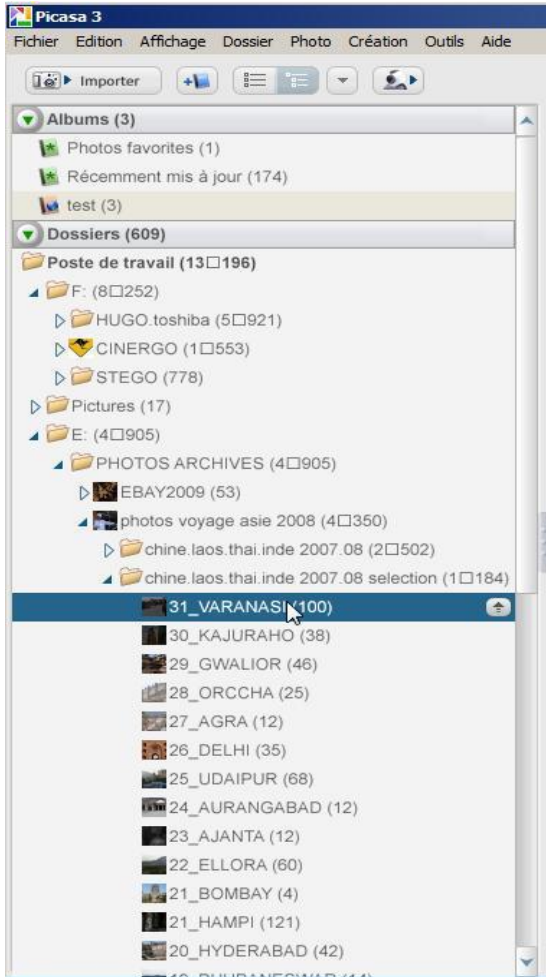 Picasa 3
Fichier Edition Affichage Dossier Photo Création Outils Aide
Importer
Albums (3)
Photos favorites (1)
Récemment mis à jour (174)
test (3)
Dossiers (609)
Poste de travail (13□196)
F: (8□252)
HUGO.toshiba (5□921)
CINERGO (1□553)
STEGO (778)
Pictures (17)
E: (4□905)
PHOTOS ARCHIVES (4□905)
EBAY2009 (53)
photos voyage asie 2008 (4□350)
chine.laos.thai.inde 2007.08 (2□502)
chine.laos.thai.inde 2007.08 selection (1□184)
31_VARANASI (100)
30_KAJURAHO (38)
29_GWALIOR (46)
28_ORCCHA (25)
27_AGRA (12)
26_DELHI (35)
25_UDAIPUR (68)
24_AURANGABAD (12)
23_AJANTA (12)
22_ELLORA (60)
21_BOMBAY (4)
21_HAMPI (121)
20_HYDERABAD (42)